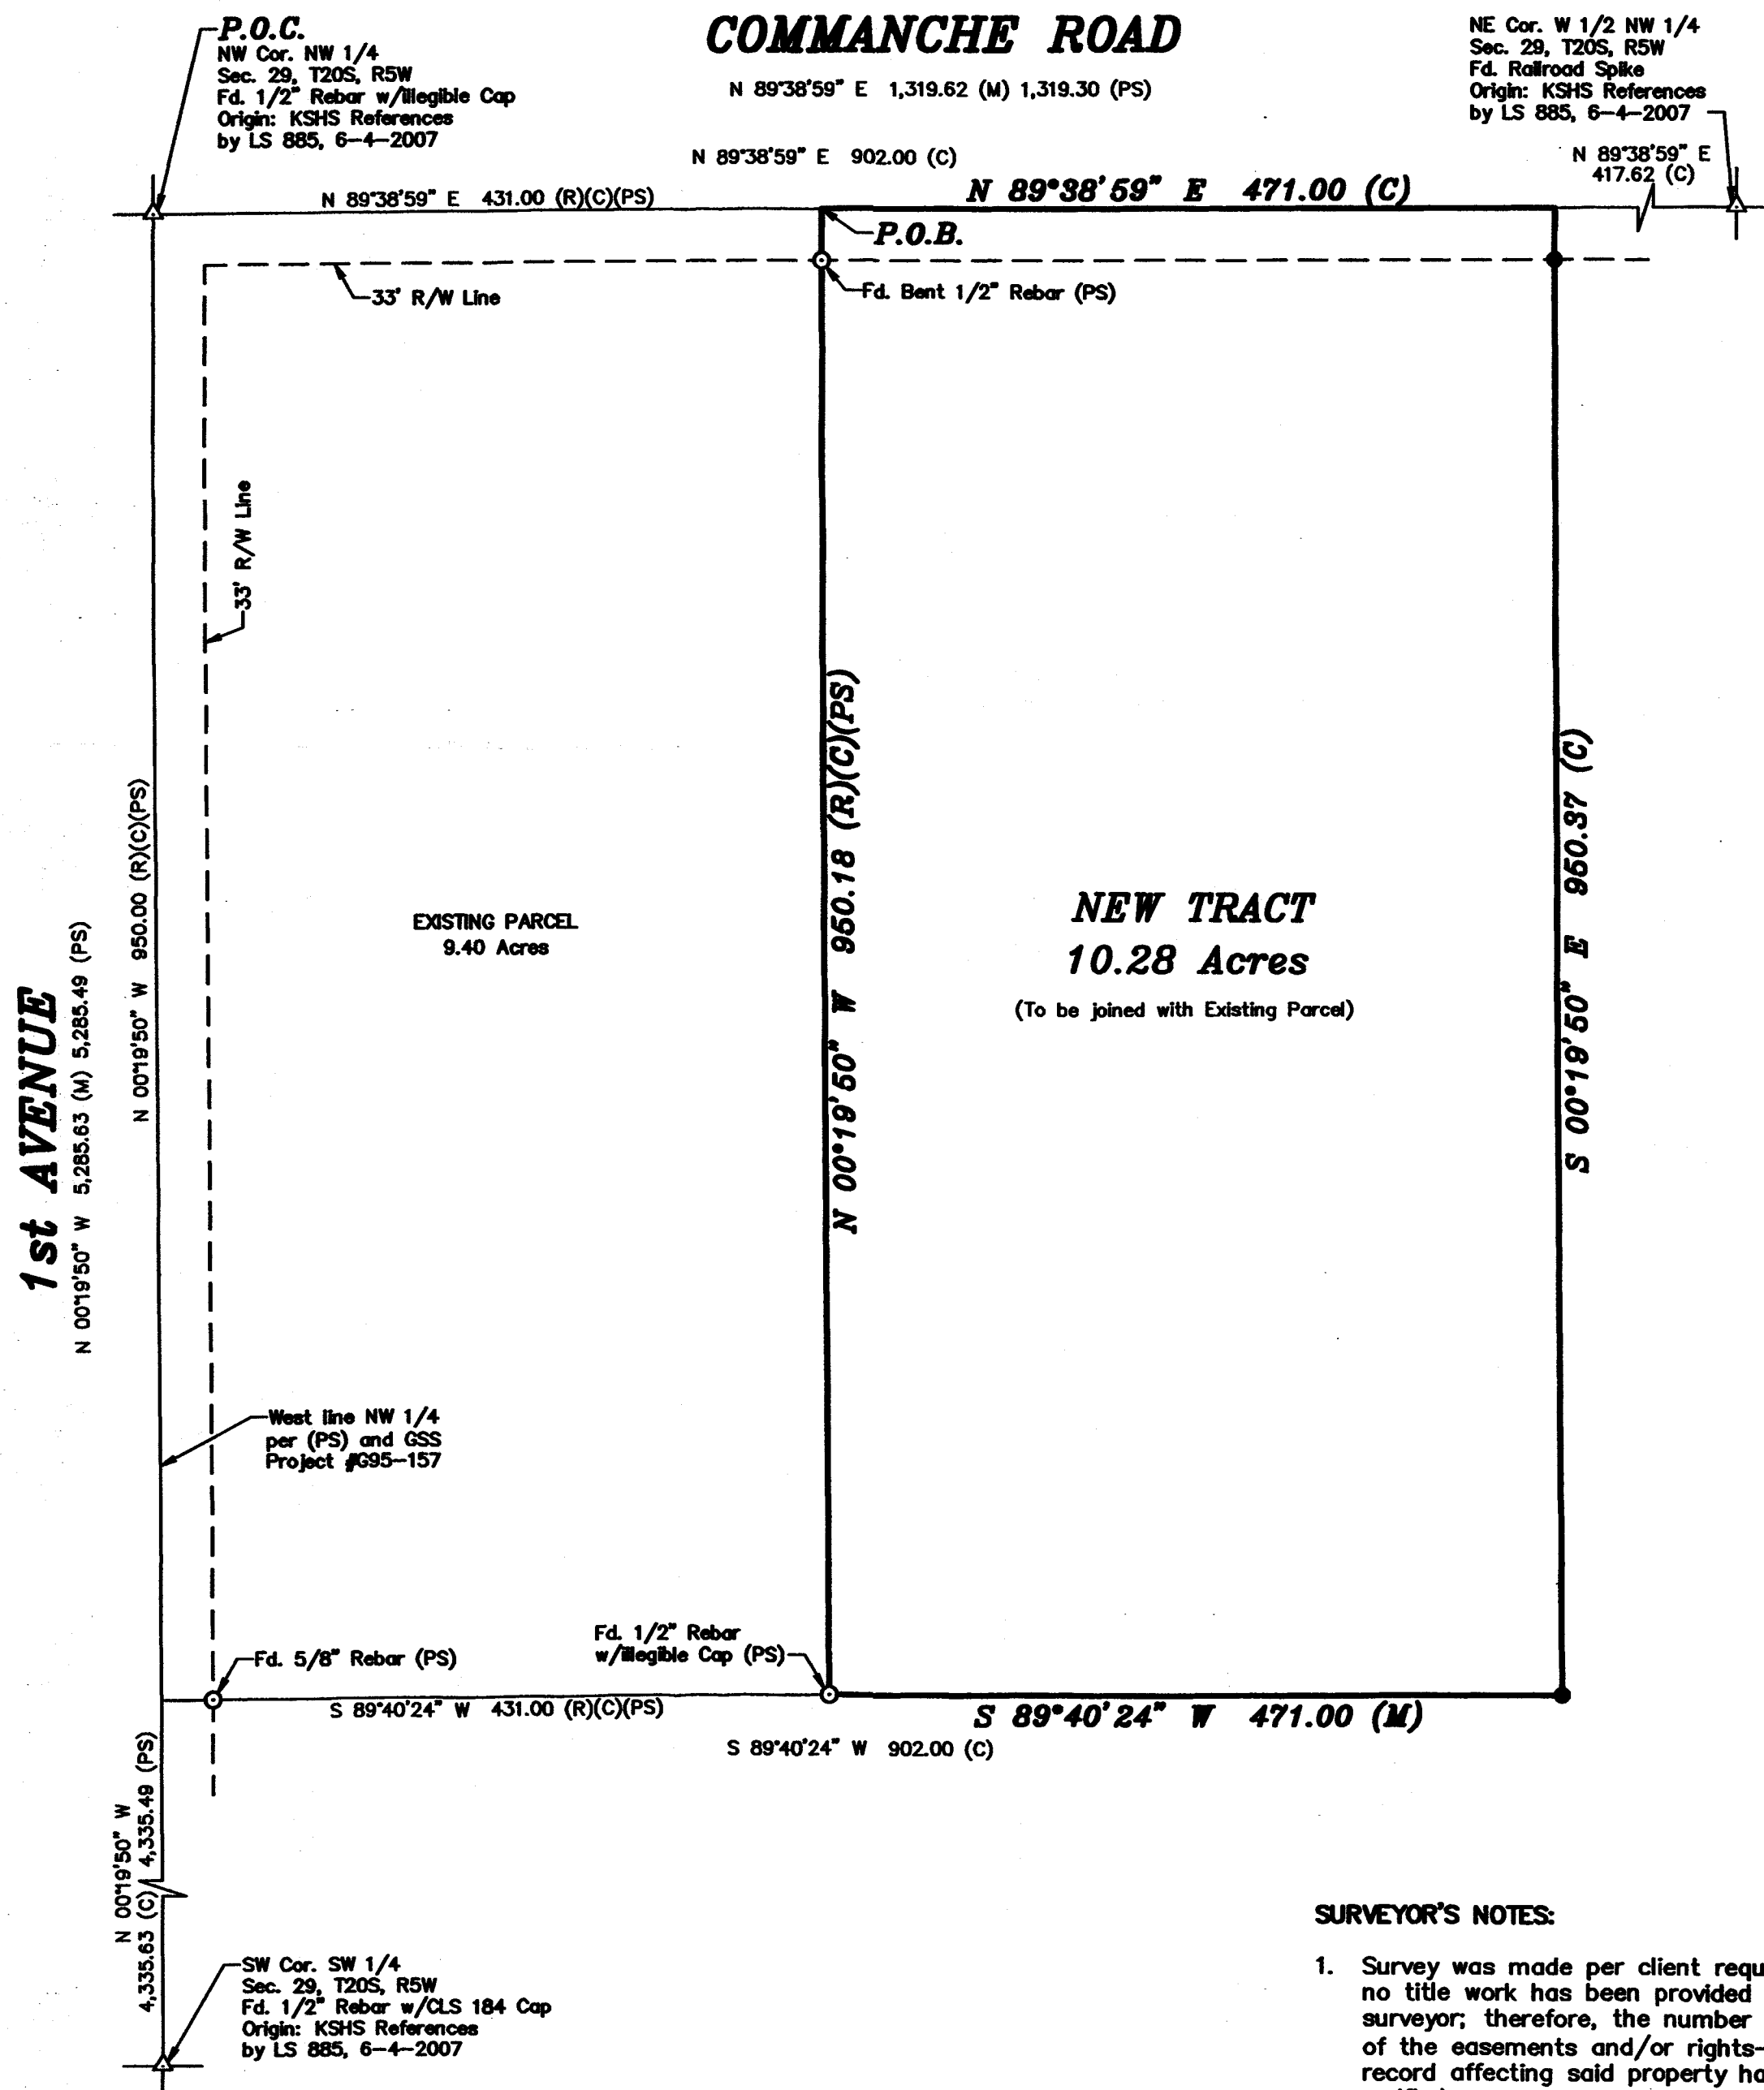 COMMANCHE ROAD
N 89°38'59" E 1,319.62 (M) 1,319.30 (PS)
P.O.C.
NW Cor. NW 1/4
Sec. 29, T20S, R5W
Fd. 1/2" Rebar w/illegible Cap
Origin: KSHS References
by LS 885, 6-4-2007
NE Cor. W 1/2 NW 1/4
Sec. 29, T20S, R5W
Fd. Railroad Spike
Origin: KSHS References
by LS 885, 6-4-2007
N 89°38'59" E 902.00 (C)
N 89°38'59" E
417.62 (C)
N 89°38'59" E 431.00 (R)(C)(PS)
N 89°38'59" E 471.00 (C)
P.O.B.
33' R/W Line
Fd. Bent 1/2" Rebar (PS)
33' R/W Line
N 00°19'50" W 950.18 (R)(C)(PS)
S 00°19'50" E 950.37 (C)
N 00°19'50" W 950.00 (R)(C)(PS)
EXISTING PARCEL
9.40 Acres
NEW TRACT
10.28 Acres
(To be joined with Existing Parcel)
1st AVENUE
N 00°19'50" W 5,285.63 (M) 5,285.49 (PS)
West line NW 1/4
per (PS) and GSS
Project #G95-157
Fd. 5/8" Rebar (PS)
Fd. 1/2" Rebar
w/illegible Cap (PS)
S 89°40'24" W 431.00 (R)(C)(PS)
S 89°40'24" W 471.00 (M)
S 89°40'24" W 902.00 (C)
N 00°19'50" W
4,335.63 (C) 4,335.49 (PS)
SW Cor. SW 1/4
Sec. 29, T20S, R5W
Fd. 1/2" Rebar w/CLS 184 Cap
Origin: KSHS References
by LS 885, 6-4-2007
SURVEYOR'S NOTES:
1. Survey was made per client requ
no title work has been provided
surveyor; therefore, the number
of the easements and/or rights-
record affecting said property ha